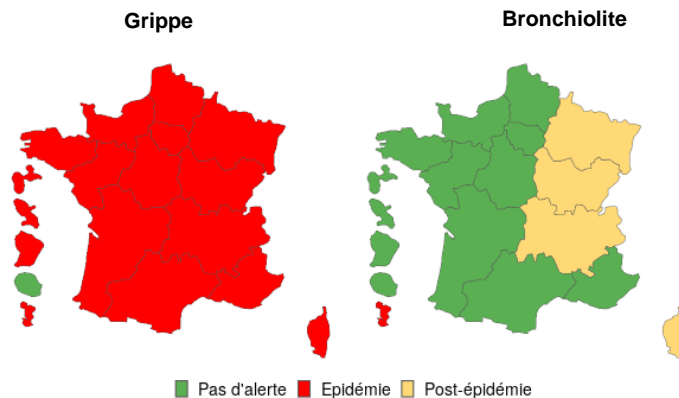 Grippe
Bronchiolite
Pas d'alerte
Epidémie
Post-épidémie